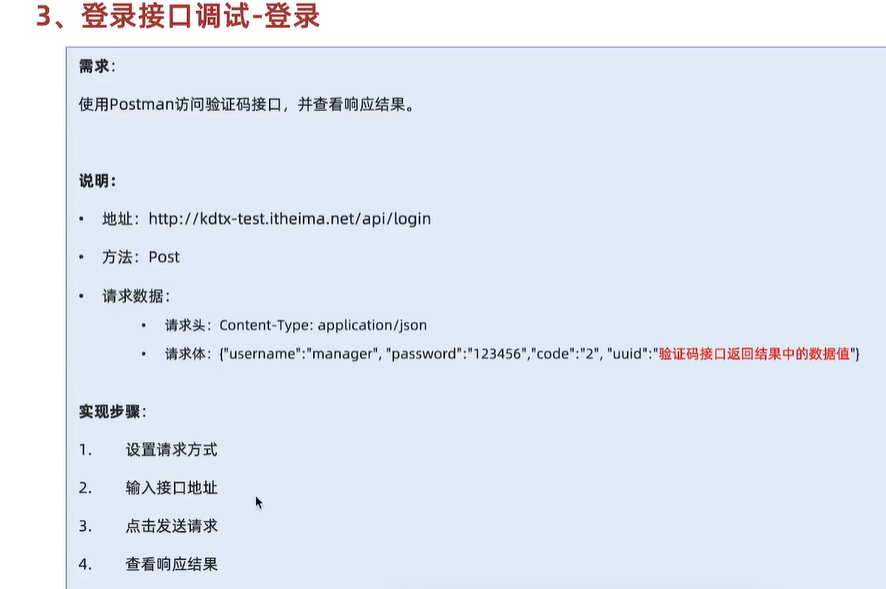 3、登录接口调试-登录
需求：
使用Postman访问验证码接口，并查看响应结果。
说明：
• 地址：http://kdtx-test.itheima.net/api/login
• 方法：Post
• 请求数据：
• 请求头：Content-Type: application/json
• 请求体：{"username":"manager", "password":"123456","code":"2", "uuid":"验证码接口返回结果中的数据值"}
实现步骤：
1. 设置请求方式
2. 输入接口地址
3. 点击发送请求
4. 查看响应结果